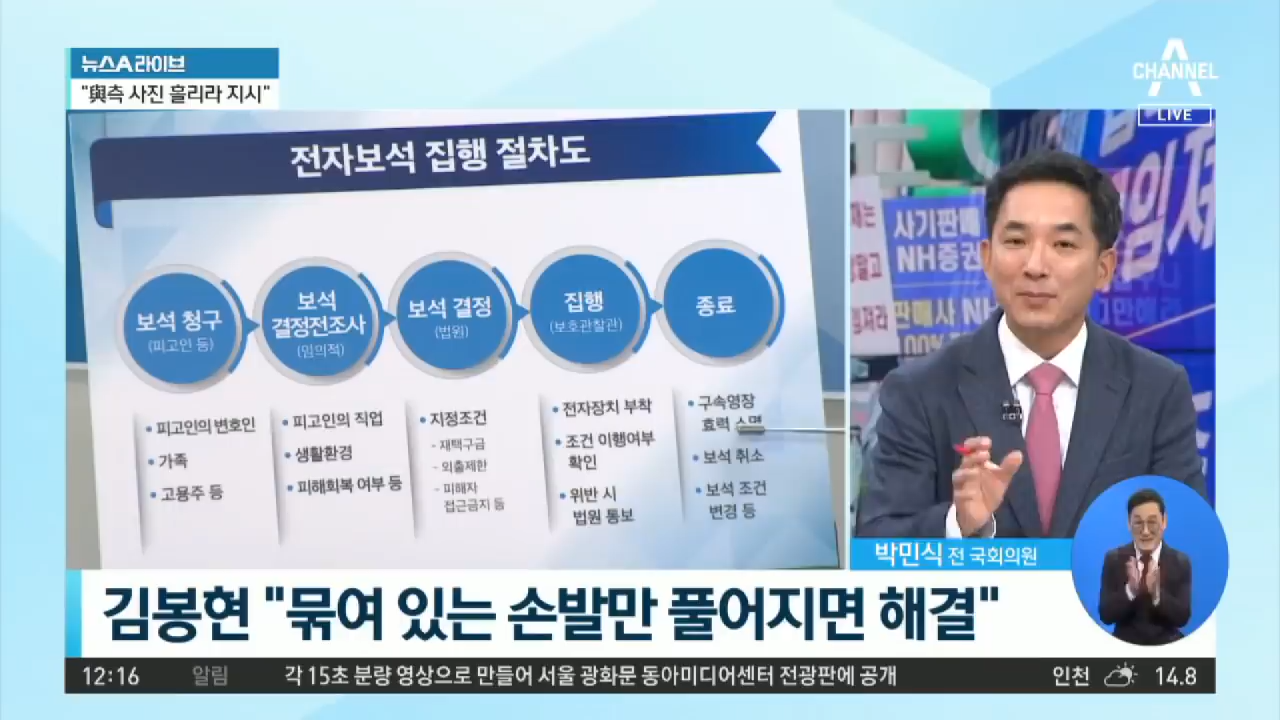 뉴스A라이브
"與측 사진 흘리라 지시"
CHANNEL A
LIVE
전자보석 집행 절차도
보석 청구
(피고인 등)
보석
결정전조사
(임의적)
보석 결정
(법원)
집행
(보호관찰관)
종료
• 피고인의 변호인
• 가족
• 고용주 등
• 피고인의 직업
• 생활환경
• 피해회복 여부 등
• 지정조건
- 재택구금
- 외출제한
- 피해자
접근금지 등
• 전자장치 부착
• 조건 이행여부
확인
• 위반 시
법원 통보
• 구속영장
효력
• 보석 취소
• 보석 조건
변경 등
사기판매
NH증권
판매사 NH
박민식 전 국회의원
김봉현 "묶여 있는 손발만 풀어지면 해결"
12:16 알림 각 15초 분량 영상으로 만들어 서울 광화문 동아미디어센터 전광판에 공개 인천 14.8